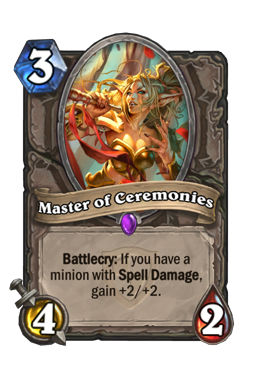 3
Master of Ceremonies
Battlecry: If you have a
minion with Spell Damage,
gain +2/+2.
4
2